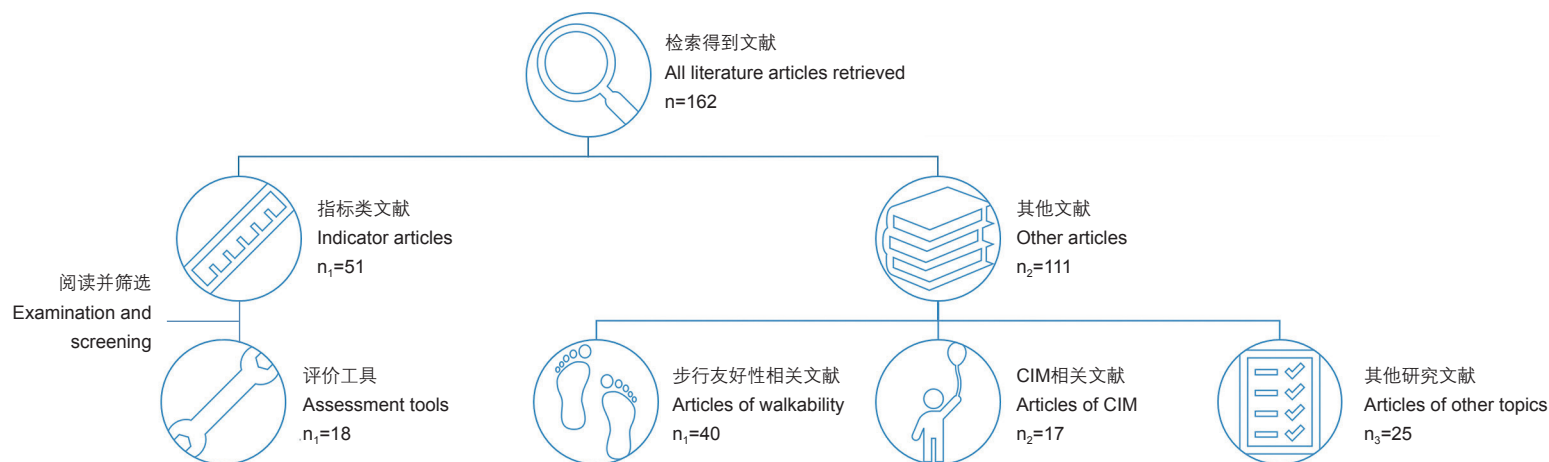 检索得到文献
All literature articles retrieved
n=162
指标类文献
Indicator articles
n₁=51
其他文献
Other articles
n₂=111
阅读并筛选
Examination and
screening
评价工具
Assessment tools
n₁=18
步行友好性相关文献
Articles of walkability
n₁=40
CIM相关文献
Articles of CIM
n₂=17
其他研究文献
Articles of other topics
n₃=25